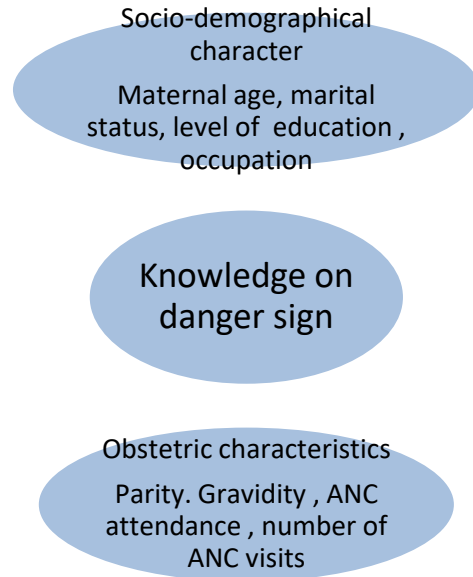 Socio-demographical
character
Maternal age, marital
status, level of  education ,
occupation
Knowledge on
danger sign
Obstetric characteristics
Parity. Gravidity , ANC
attendance , number of
ANC visits